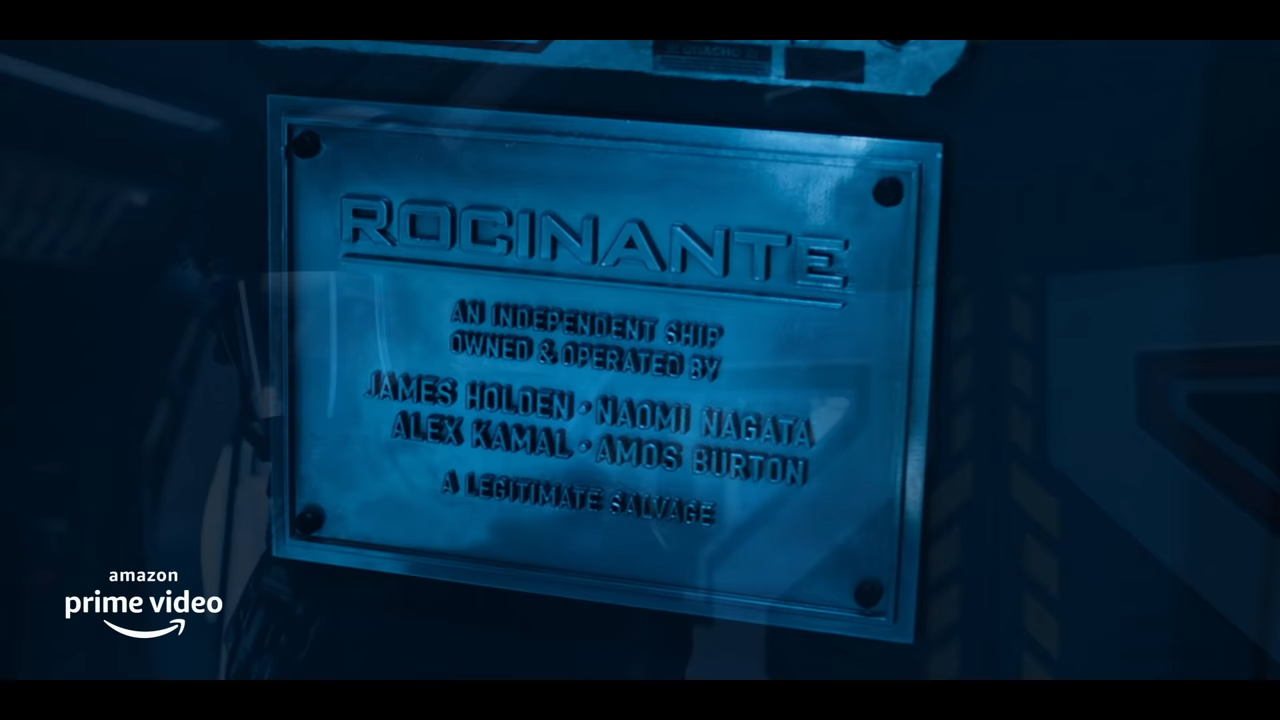 ROCINANTE
AN INDEPENDENT SHIP
OWNED & OPERATED BY
JAMES HOLDEN • NAOMI NAGATA
ALEX KAMAL • AMOS BURTON
A LEGITIMATE SALVAGE
amazon
prime video